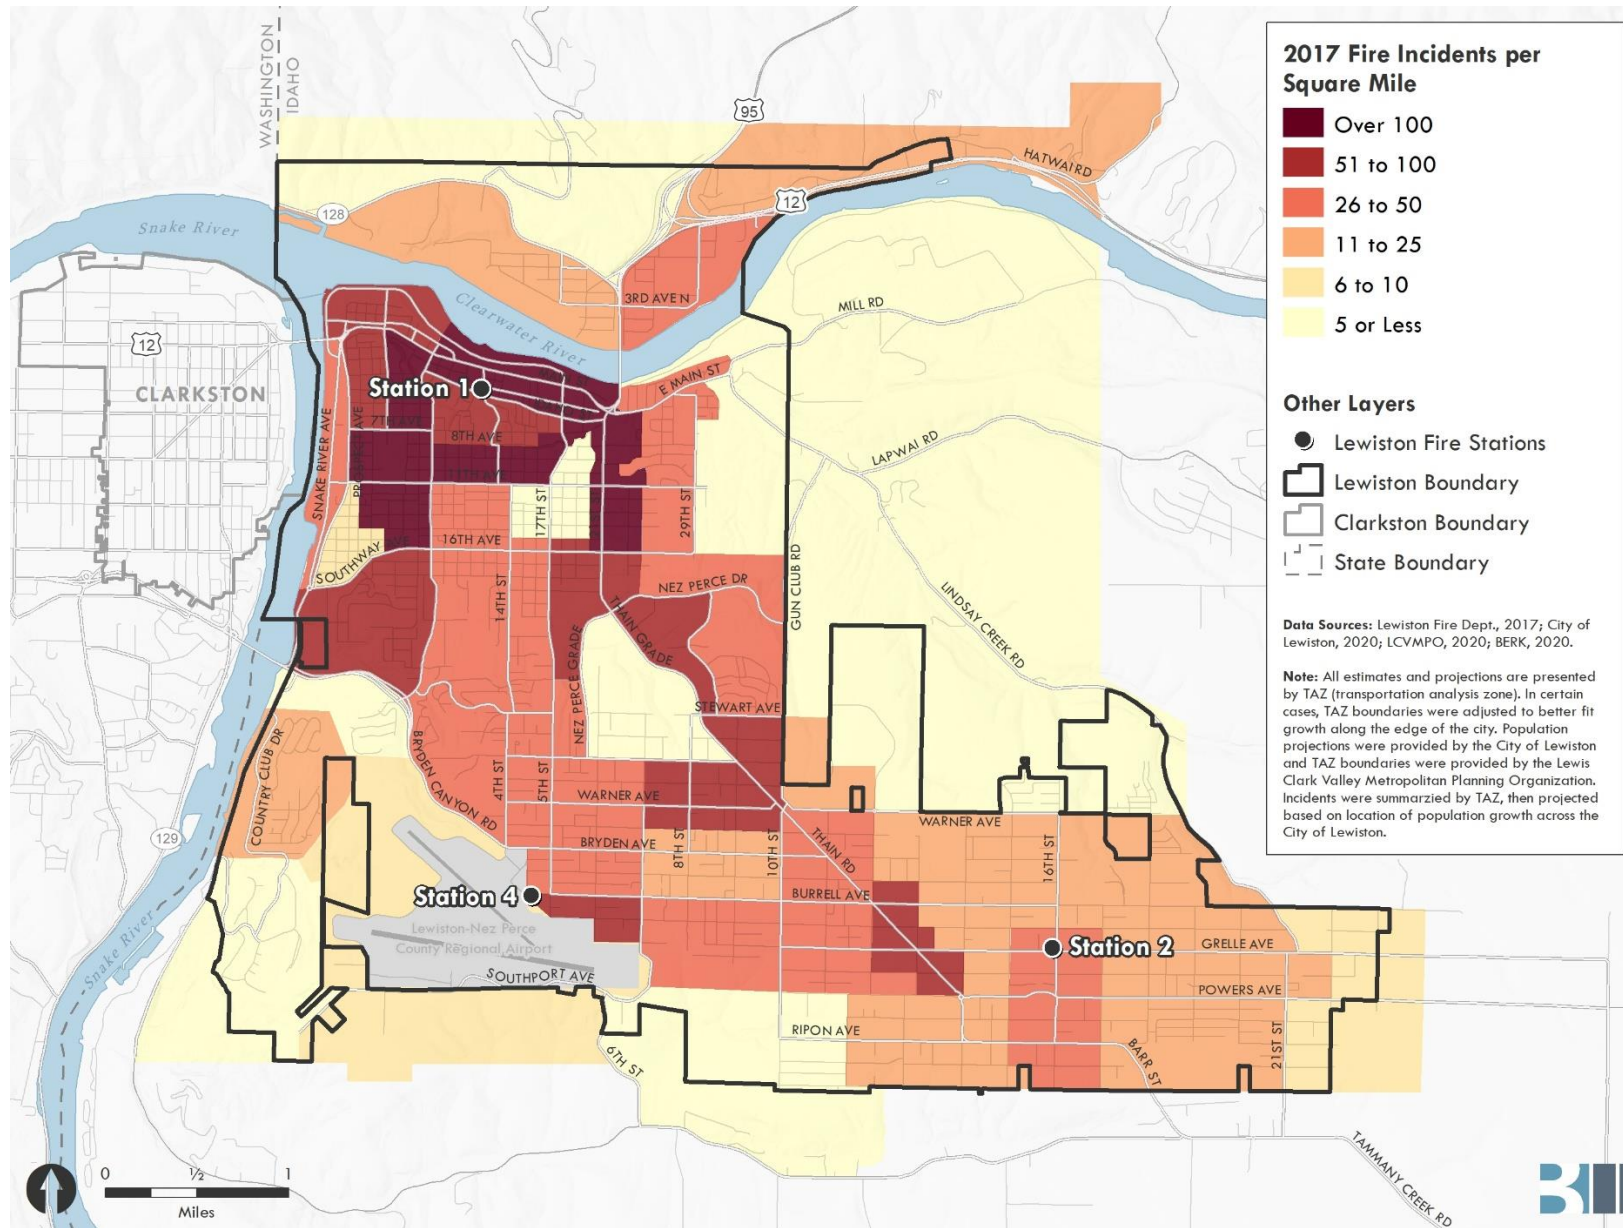 WASHINGTON
IDAHO
95
HATWAI RD
12
128
Snake River
3RD AVE N
Clearwater River
MILL RD
12
CLARKSTON
Station 1
E MAIN ST
7TH AVE
8TH AVE
11TH AVE
LAPWAI RD
SNAKE RIVER AVE
17TH ST
29TH ST
16TH AVE
SOUTHWAY AVE
GUN CLUB RD
NEZ PERCE DR
14TH ST
THAIN GRADE
LINDSAY CREEK RD
NEZ PERCE GRADE
STEWART AVE
COUNTRY CLUB DR
BRYDEN CANYON RD
4TH ST
5TH ST
WARNER AVE
WARNER AVE
129
BRYDEN AVE
8TH ST
10TH ST
THAIN RD
16TH ST
Station 4
BURRELL AVE
Lewiston-Nez Perce
County Regional Airport
Station 2
GRELLE AVE
Snake River
SOUTHPORT AVE
POWERS AVE
RIPON AVE
6TH ST
BARR ST
21ST ST
TAMMANY CREEK RD
0 ½ 1
Miles
2017 Fire Incidents per
Square Mile
Over 100
51 to 100
26 to 50
11 to 25
6 to 10
5 or Less
Other Layers
Lewiston Fire Stations
Lewiston Boundary
Clarkston Boundary
State Boundary
Data Sources: Lewiston Fire Dept., 2017; City of
Lewiston, 2020; LCVMPO, 2020; BERK, 2020.
Note: All estimates and projections are presented
by TAZ (transportation analysis zone). In certain
cases, TAZ boundaries were adjusted to better fit
growth along the edge of the city. Population
projections were provided by the City of Lewiston
and TAZ boundaries were provided by the Lewis
Clark Valley Metropolitan Planning Organization.
Incidents were summarzied by TAZ, then projected
based on location of population growth across the
City of Lewiston.